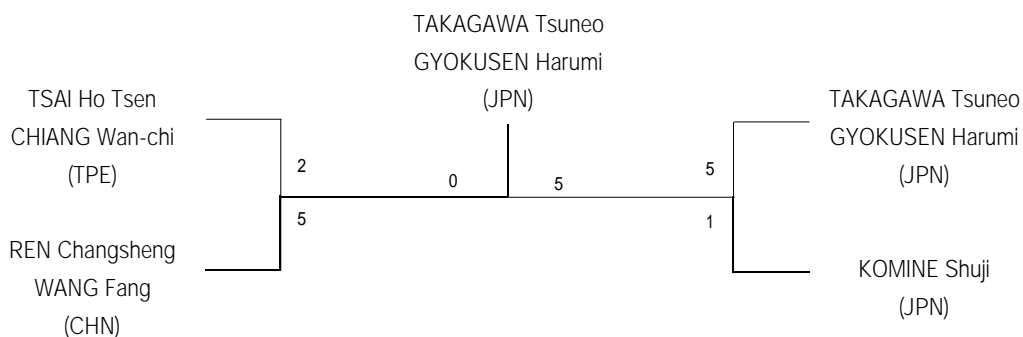 TAKAGAWA Tsuneo
GYOKUSEN Harumi
(JPN)
TSAI Ho Tsen
CHIANG Wan-chi
(TPE)
TAKAGAWA Tsuneo
GYOKUSEN Harumi
(JPN)
2
0
5
5
5
1
REN Changsheng
WANG Fang
(CHN)
KOMINE Shuji
(JPN)